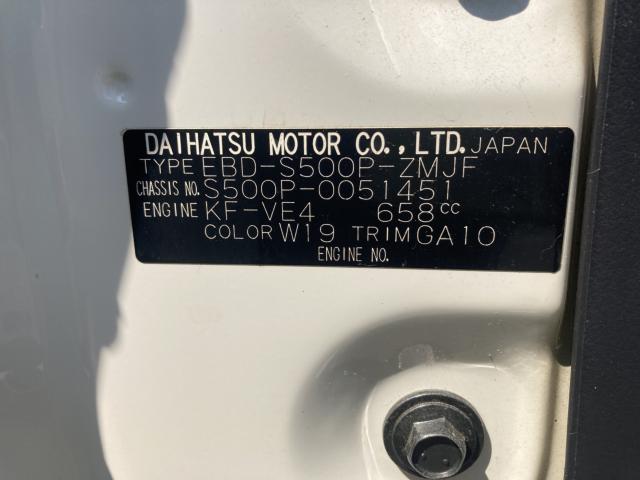 DAIHATSU MOTOR CO.,LTD. JAPAN
TYPE EBD-S500P-ZMJF
CHASSIS NO. S500P-0051451
ENGINE KF-VE4 658cc
COLOR W19 TRIM GA10
ENGINE NO.